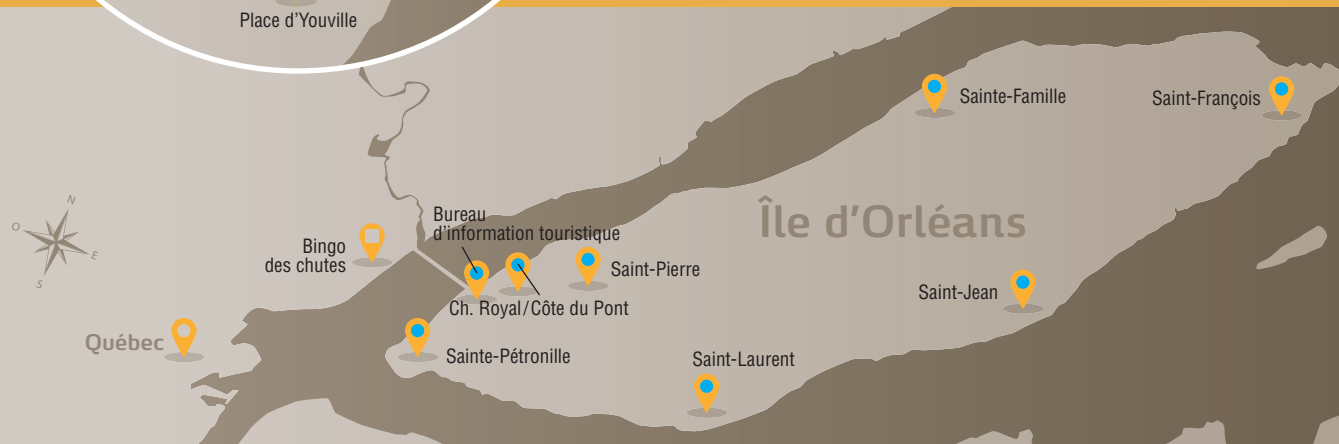 Place d'Youville
Sainte-Famille
Saint-François
N
O
E
S
Bureau
d'information touristique
Île d'Orléans
Bingo
des chutes
Saint-Pierre
Saint-Jean
Ch. Royal/Côte du Pont
Québec
Sainte-Pétronille
Saint-Laurent